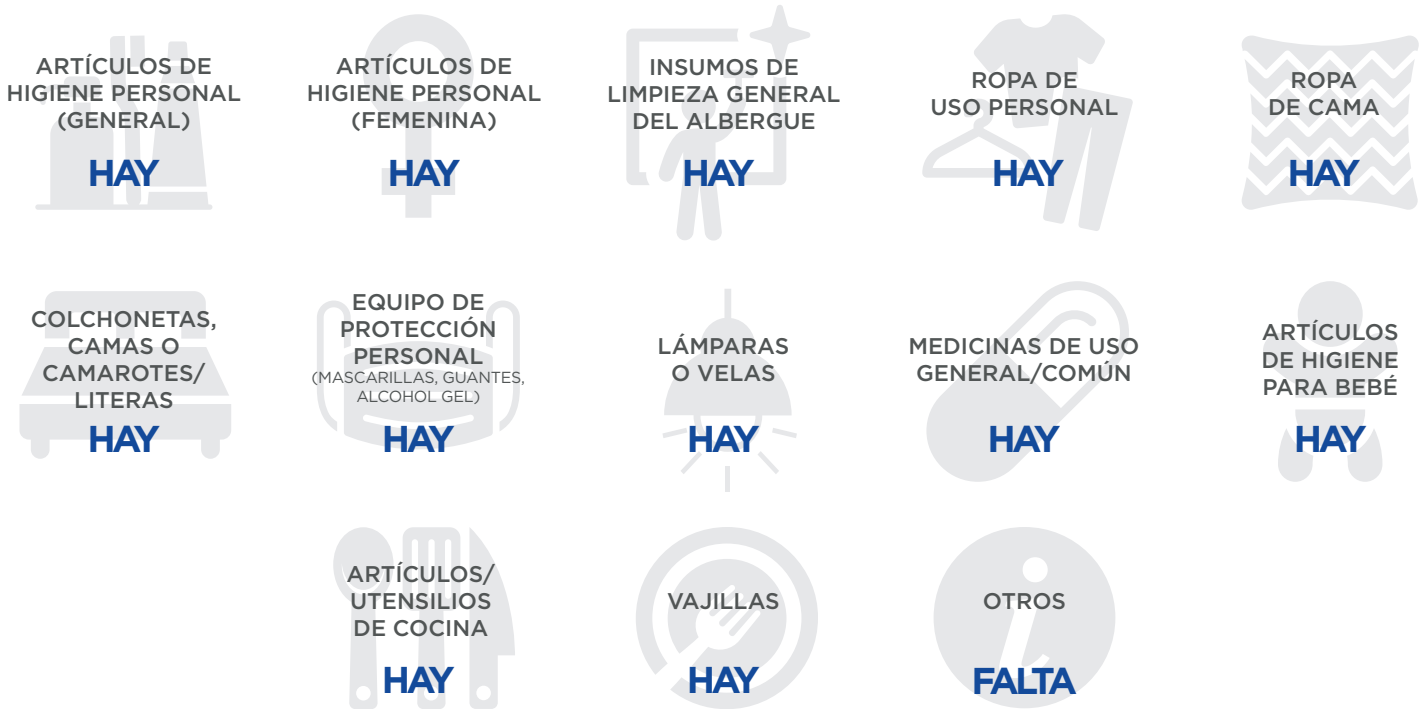 ARTÍCULOS DE
HIGIENE PERSONAL
(GENERAL)
HAY
ARTÍCULOS DE
HIGIENE PERSONAL
(FEMENINA)
HAY
INSUMOS DE
LIMPIEZA GENERAL
DEL ALBERGUE
HAY
ROPA DE
USO PERSONAL
HAY
ROPA
DE CAMA
HAY
COLCHONETAS,
CAMAS O
CAMAROTES/
LITERAS
HAY
EQUIPO DE
PROTECCIÓN
PERSONAL
(MASCARILLAS, GUANTES,
ALCOHOL GEL)
HAY
LÁMPARAS
O VELAS
HAY
MEDICINAS DE USO
GENERAL/COMÚN
HAY
ARTÍCULOS
DE HIGIENE
PARA BEBÉ
HAY
ARTÍCULOS/
UTENSILIOS
DE COCINA
HAY
VAJILLAS
HAY
OTROS
FALTA